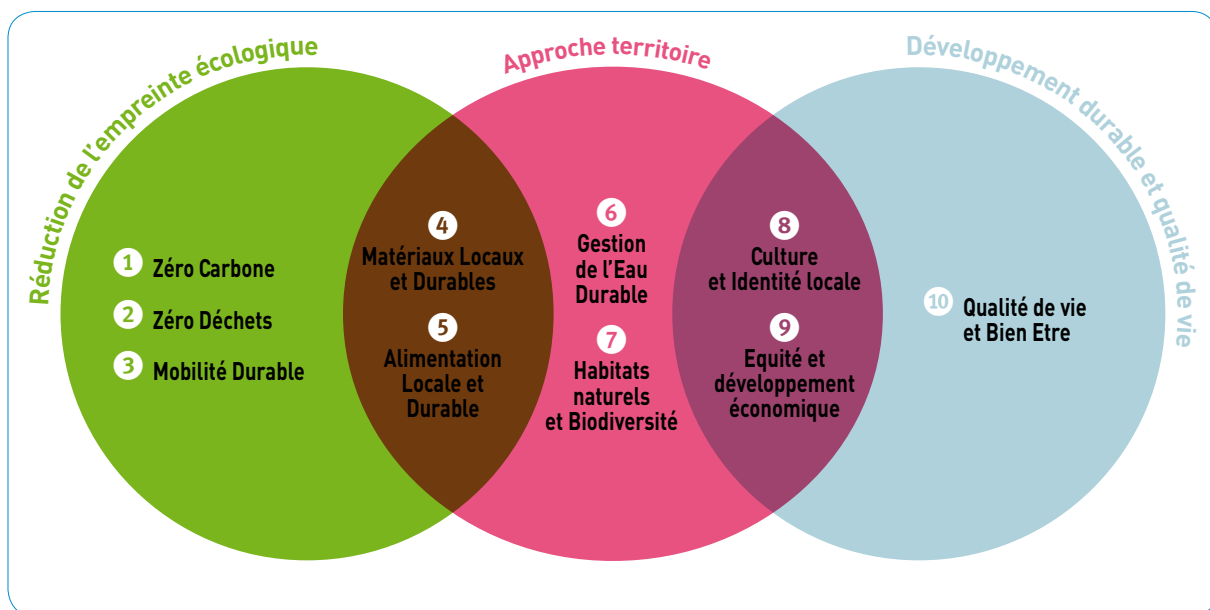 Réduction de l'empreinte écologique
Approche territoire
Développement durable et qualité de vie
1 Zéro Carbone
2 Zéro Déchets
3 Mobilité Durable
4
Matériaux Locaux
et Durables
5
Alimentation
Locale et
Durable
6
Gestion
de l'Eau
Durable
7
Habitats
naturels
et Biodiversité
8
Culture
et Identité locale
9
Equité et
développement
économique
10 Qualité de vie
et Bien Etre